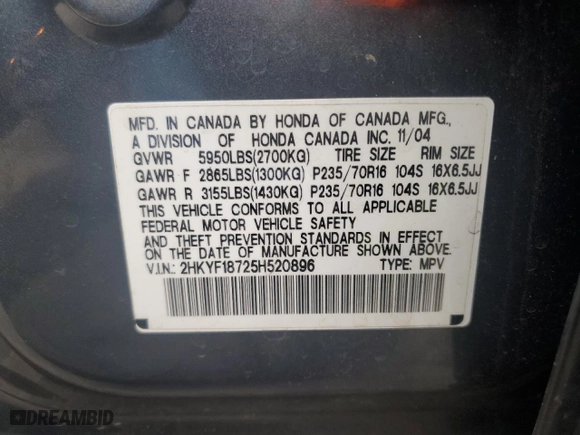 MFD. IN CANADA BY HONDA OF CANADA MFG.,
A DIVISION OF HONDA CANADA INC. 11/04
GVWR 5950LBS(2700KG) TIRE SIZE RIM SIZE
GAWR F 2865LBS(1300KG) P235/70R16 104S 16X6.5JJ
GAWR R 3155LBS(1430KG) P235/70R16 104S 16X6.5JJ
THIS VEHICLE CONFORMS TO ALL APPLICABLE
FEDERAL MOTOR VEHICLE SAFETY
AND THEFT PREVENTION STANDARDS IN EFFECT
ON THE DATE OF MANUFACTURE SHOWN ABOVE.
V.I.N.: 2HKYF18725H520896 TYPE: MPV
DREAMBID